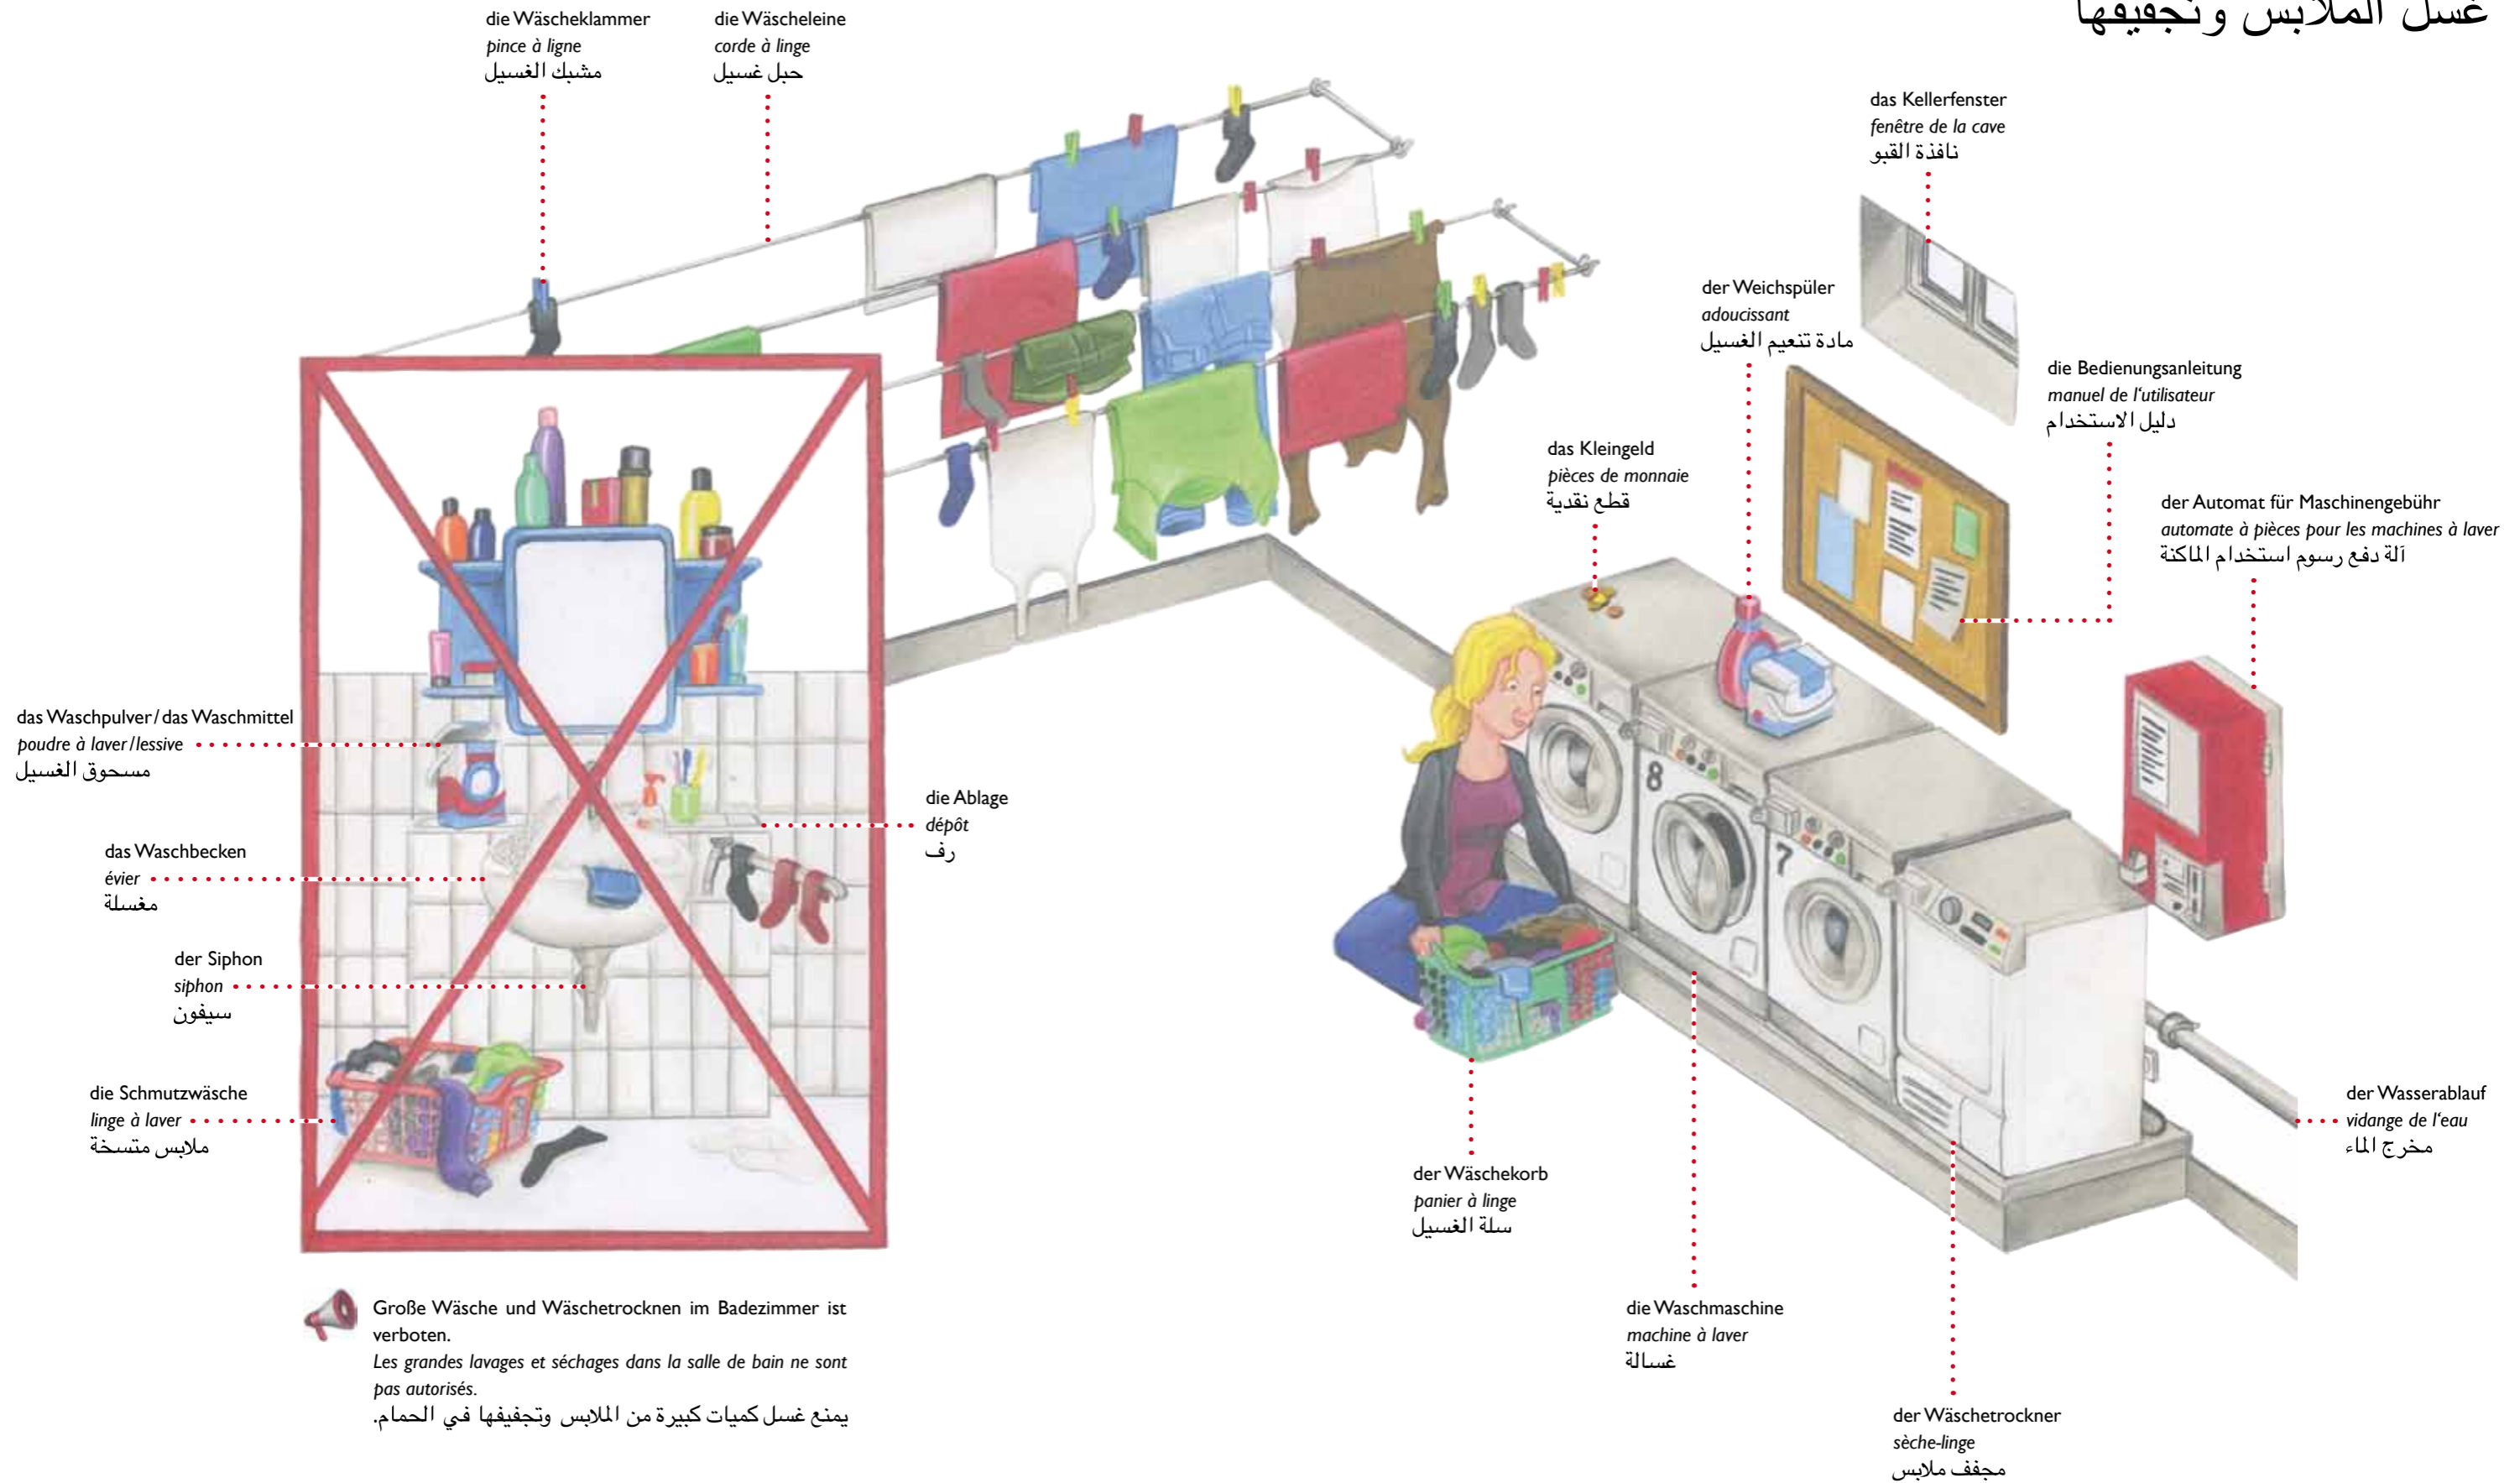 غسل الملابس وتجفيفها
die Wäscheklammer
pince à ligne
مشبك الغسيل
die Wäscheleine
corde à linge
حبل غسيل
das Kellerfenster
fenêtre de la cave
نافذة القبو
der Weichspüler
adoucissant
مادة تنعيم الغسيل
die Bedienungsanleitung
manuel de l‘utilisateur
دليل الاستخدام
das Kleingeld
pièces de monnaie
قطع نقدية
der Automat für Maschinengebühr
automate à pièces pour les machines à laver
آلة دفع رسوم استخدام الماكنة
das Waschpulver/das Waschmittel
poudre à laver/lessive
مسحوق الغسيل
die Ablage
dépôt
رف
das Waschbecken
évier
مغسلة
der Siphon
siphon
سيفون
die Schmutzwäsche
linge à laver
ملابس متسخة
8
7
der Wasserablauf
vidange de l‘eau
مخرج الماء
der Wäschekorb
panier à linge
سلة الغسيل
die Waschmaschine
machine à laver
غسالة
der Wäschetrockner
sèche-linge
مجفف ملابس
Große Wäsche und Wäschetrocknen im Badezimmer ist
verboten.
Les grandes lavages et séchages dans la salle de bain ne sont
pas autorisés.
يمنع غسل كميات كبيرة من الملابس وتجفيفها في الحمام.